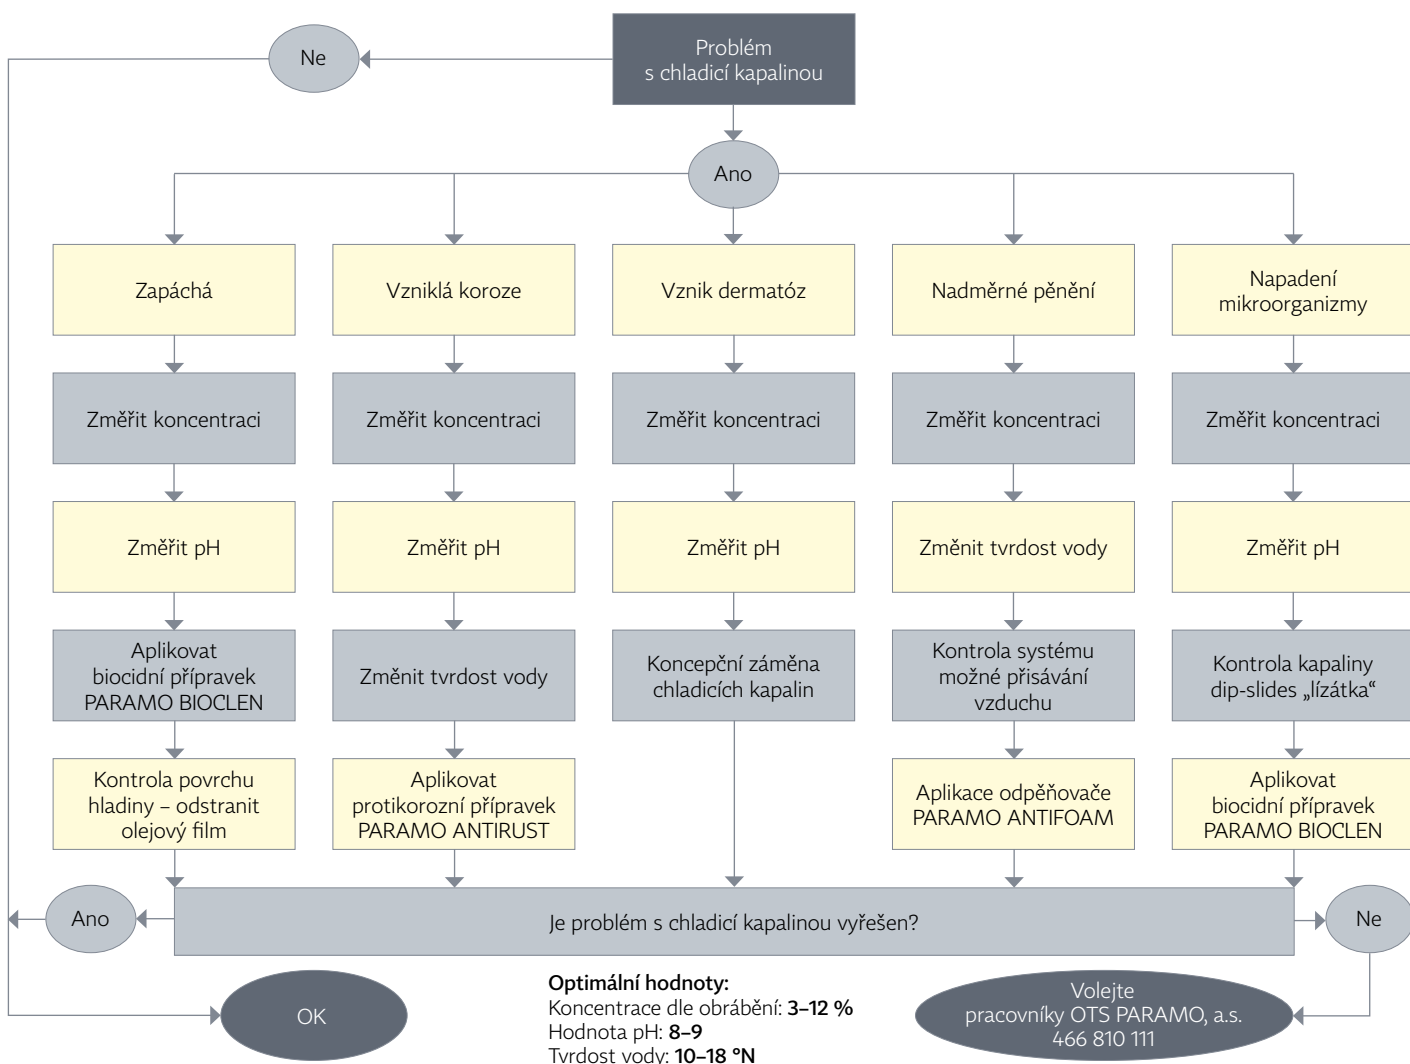 Problém
s chladicí kapalinou
Ne
Ano
Zapáchá
Vzniklá koroze
Vznik dermatóz
Nadměrné pěnění
Napadení
mikroorganizmy
Změřit koncentraci
Změřit koncentraci
Změřit koncentraci
Změřit koncentraci
Změřit koncentraci
Změřit pH
Změřit pH
Změřit pH
Změnit tvrdost vody
Změřit pH
Aplikovat
biocidní přípravek
PARAMO BIOCLEN
Změnit tvrdost vody
Koncepční záměna
chladicích kapalin
Kontrola systému
možné přisávání
vzduchu
Kontrola kapaliny
dip-slides „lízátka“
Kontrola povrchu
hladiny – odstranit
olejový film
Aplikovat
protikorozní přípravek
PARAMO ANTIRUST
Aplikace odpěňovače
PARAMO ANTIFOAM
Aplikovat
biocidní přípravek
PARAMO BIOCLEN
Ano
Je problém s chladicí kapalinou vyřešen?
Ne
OK
Optimální hodnoty:
Koncentrace dle obrábění: 3–12 %
Hodnota pH: 8–9
Tvrdost vody: 10–18 °N
Volejte
pracovníky OTS PARAMO, a.s.
466 810 111